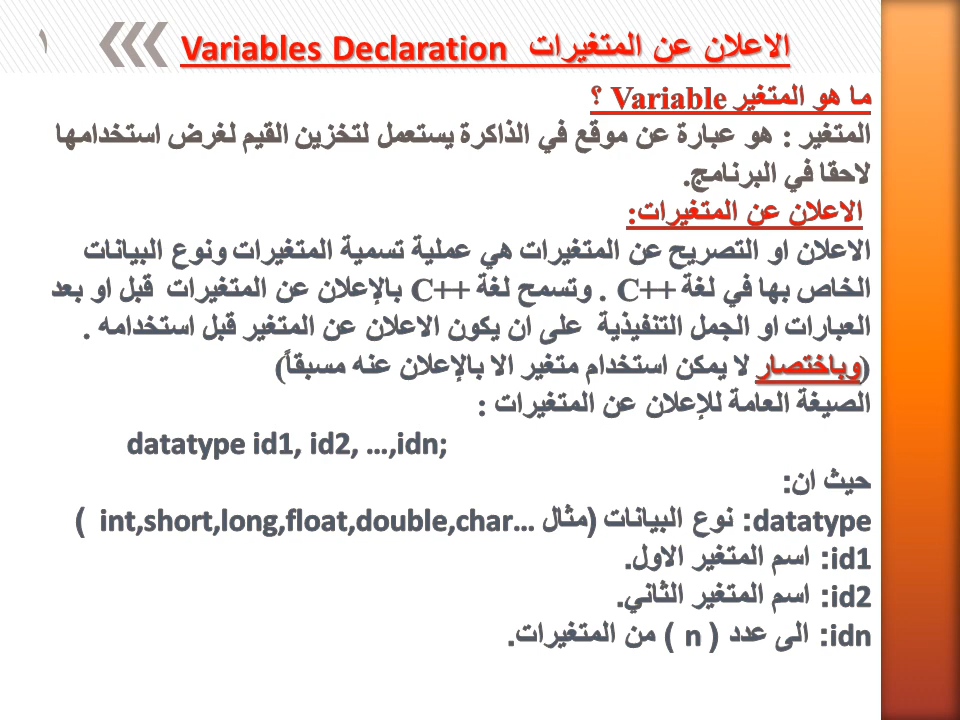 ١
الاعلان عن المتغيرات Variables Declaration
ما هو المتغير Variable ؟
المتغير : هو عبارة عن موقع في الذاكرة يستعمل لتخزين القيم لغرض استخدامها
لاحقا في البرنامج.
الاعلان عن المتغيرات:
الاعلان او التصريح عن المتغيرات هي عملية تسمية المتغيرات ونوع البيانات
الخاص بها في لغة C++ . وتسمح لغة C++ بالإعلان عن المتغيرات قبل او بعد
العبارات او الجمل التنفيذية على ان يكون الاعلان عن المتغير قبل استخدامه .
(وباختصار لا يمكن استخدام متغير الا بالإعلان عنه مسبقاً)
الصيغة العامة للإعلان عن المتغيرات :
datatype id1, id2, …,idn;
حيث ان:
datatype: نوع البيانات (مثال int,short,long,float,double,char… )
id1: اسم المتغير الاول.
id2: اسم المتغير الثاني.
idn: الى عدد ( n ) من المتغيرات.